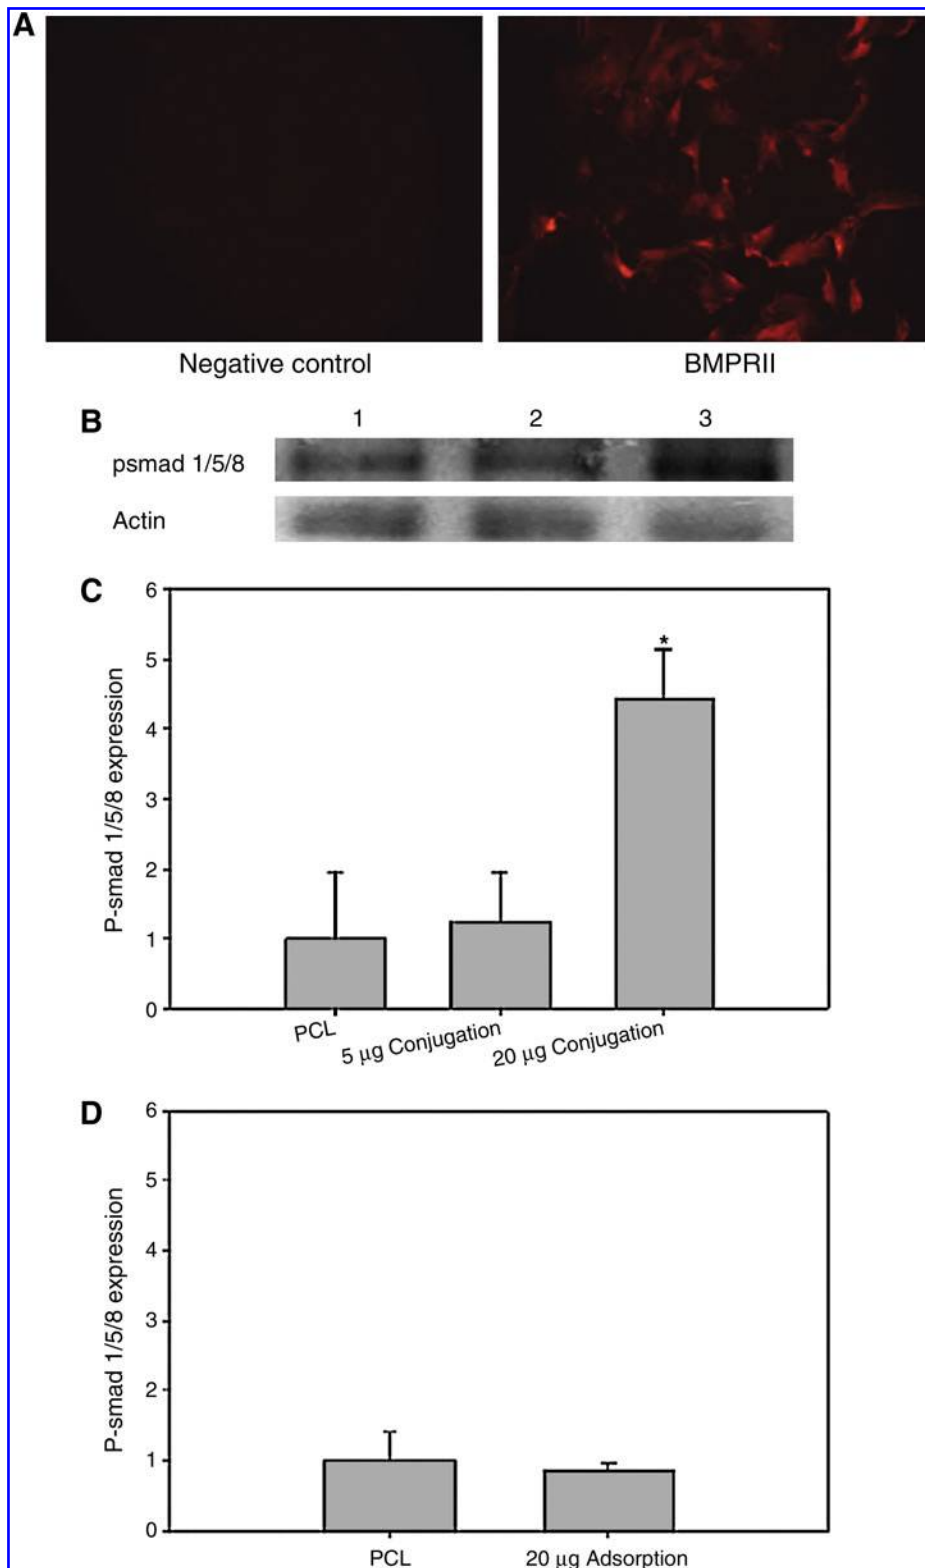 A
Negative control
BMPRII
B
1 2 3
psmad 1/5/8
Actin
C
6
5
4
3
2
1
0
P-smad 1/5/8 expression
*
PCL
5 μg Conjugation
20 μg Conjugation
D
6
5
4
3
2
1
0
P-smad 1/5/8 expression
PCL
20 μg Adsorption